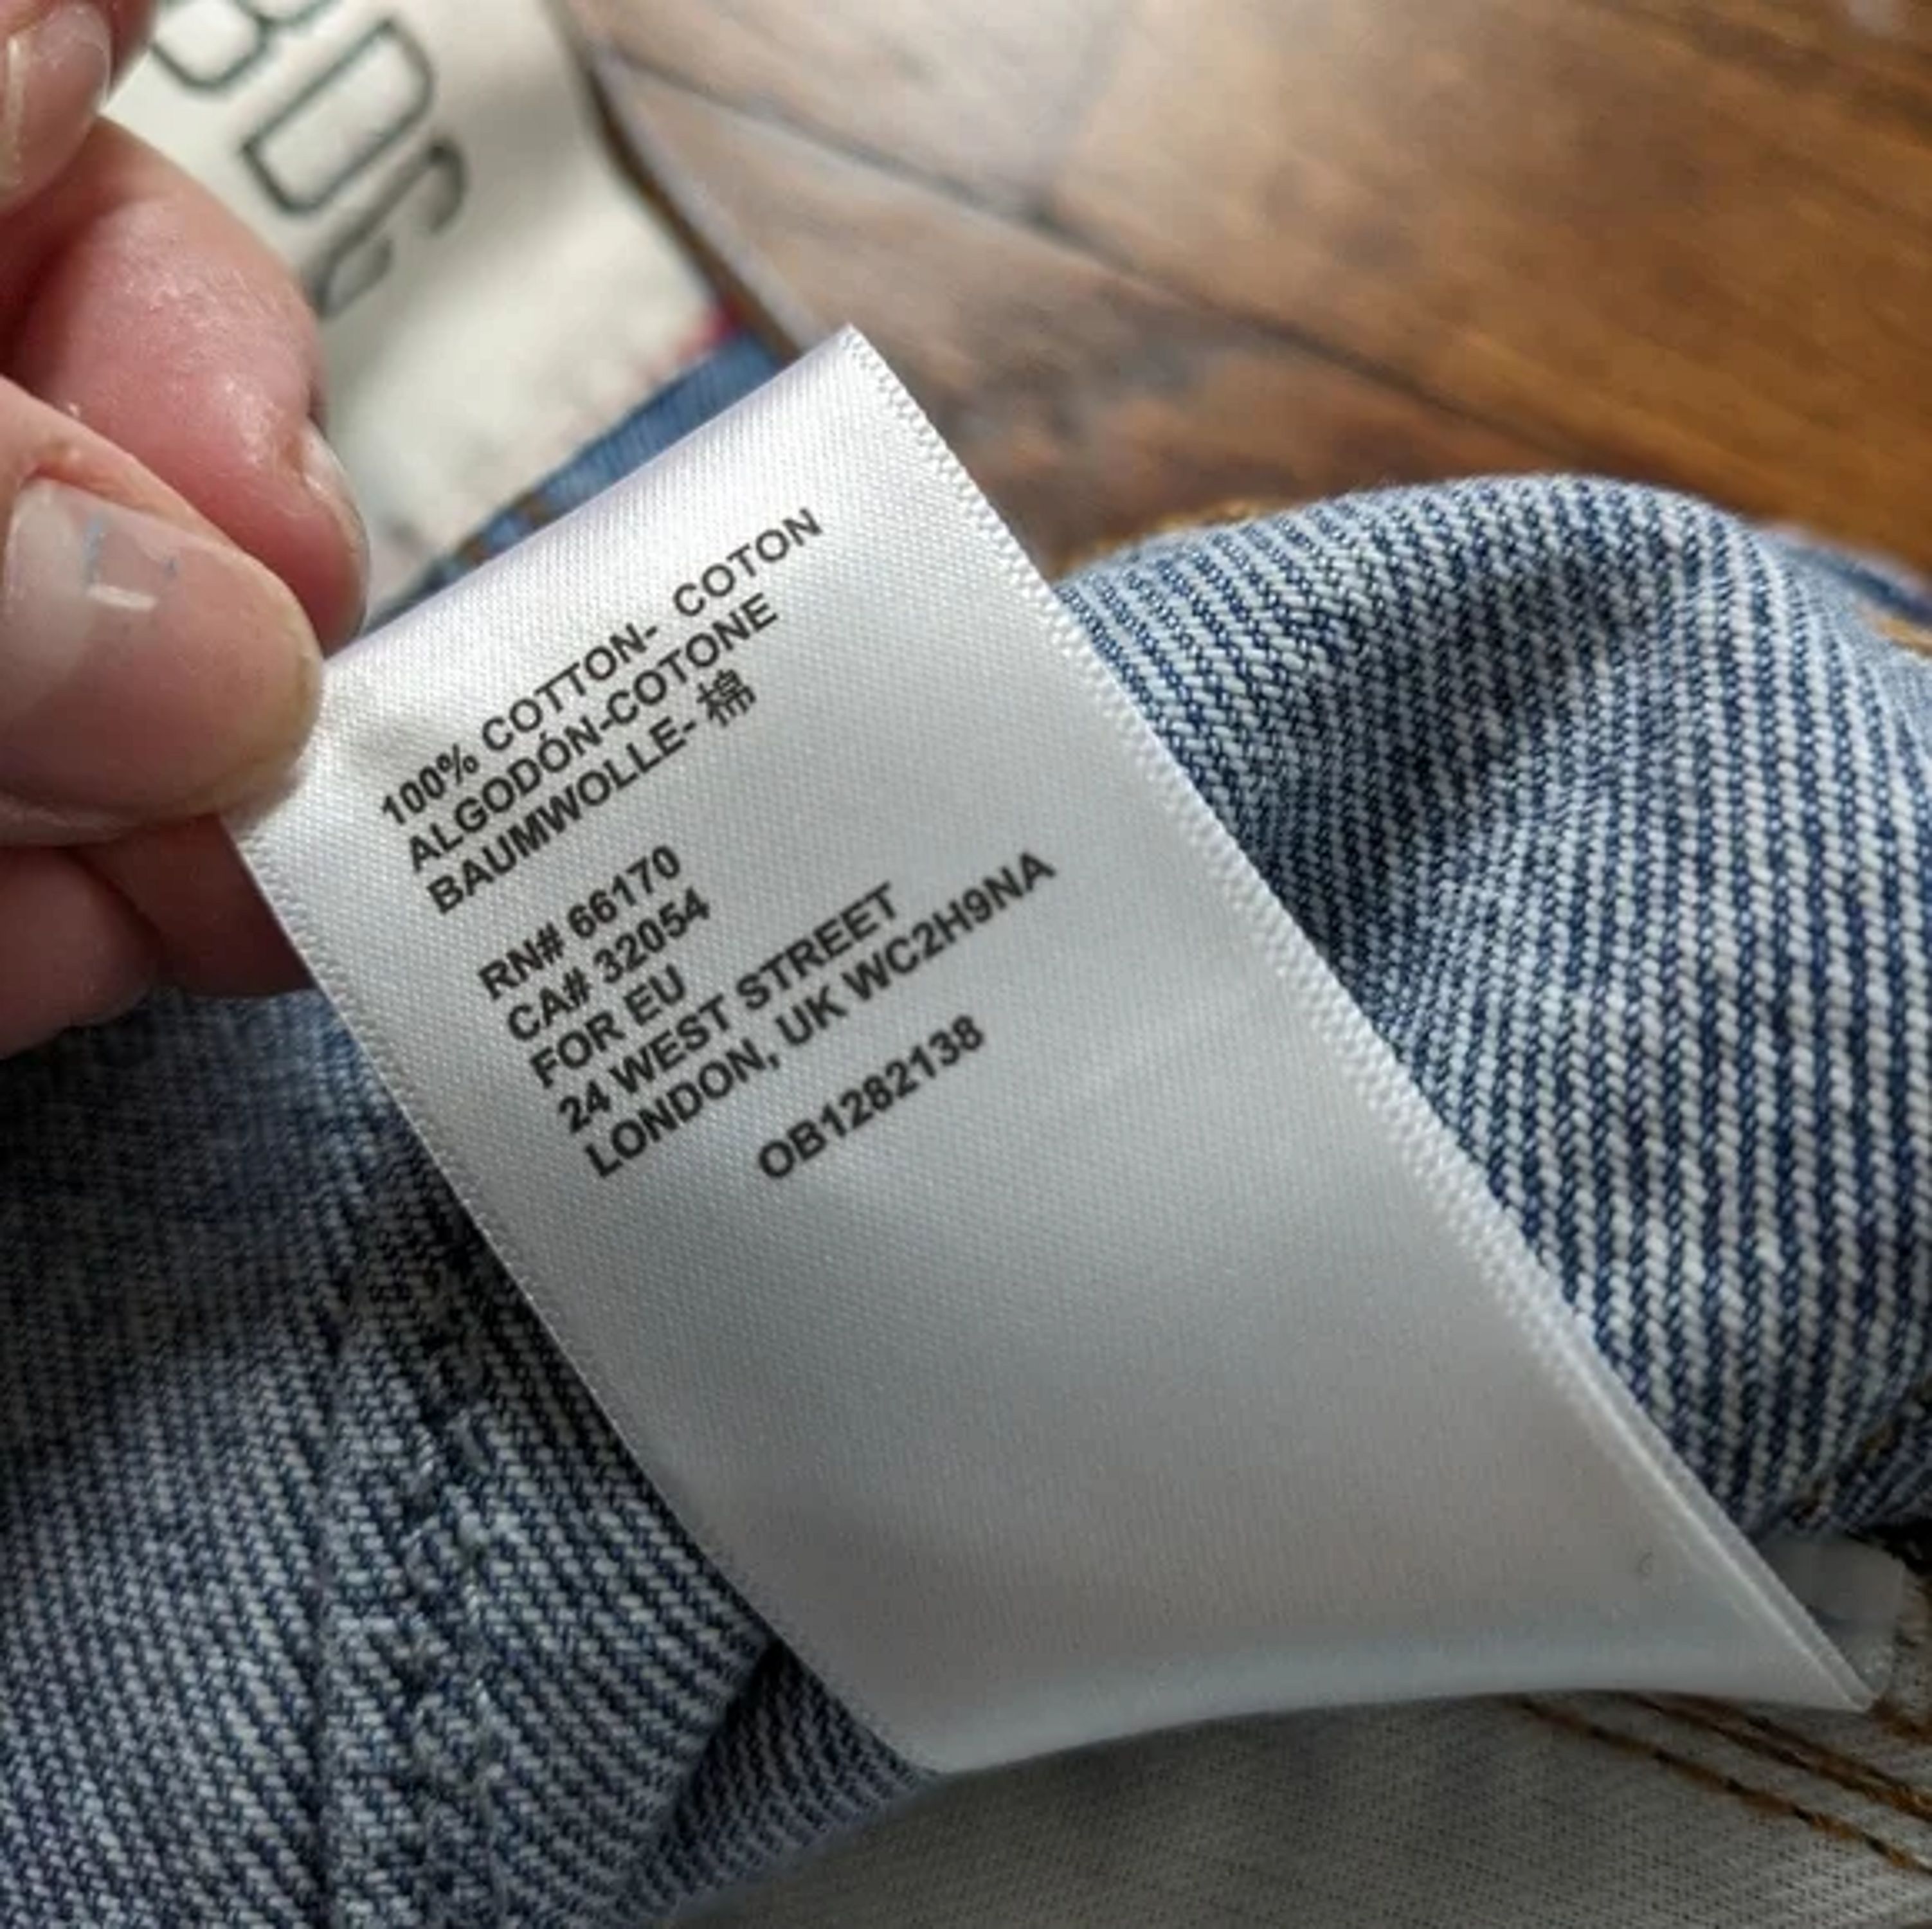 BDG
100% COTTON- COTON
ALGODÓN-COTONE
BAUMWOLLE- 棉
RN# 66170
CA# 32054
FOR EU
24 WEST STREET
LONDON, UK WC2H9NA
OB1282138